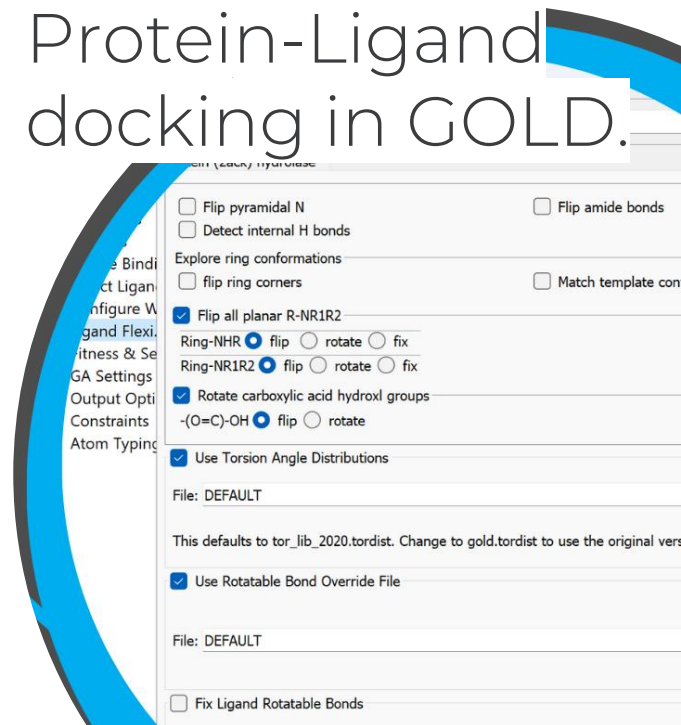 Protein-Ligand
docking in GOLD.
hydrolase
Flip pyramidal N
Flip amide bonds
Detect internal H bonds
Explore ring conformations
flip ring corners
Match template
Flip all planar R-NR1R2
Ring-NHR flip rotate fix
Ring-NR1R2 flip rotate fix
Rotate carboxylic acid hydroxl groups
-(O=C)-OH flip rotate
Fitness &
GA Settings
Output
Constraints
Atom Typing
Use Torsion Angle Distributions
File: DEFAULT
This defaults to tor_lib_2020.tordist. Change to gold.tordist to use the original
Use Rotatable Bond Override File
File: DEFAULT
Fix Ligand Rotatable Bonds